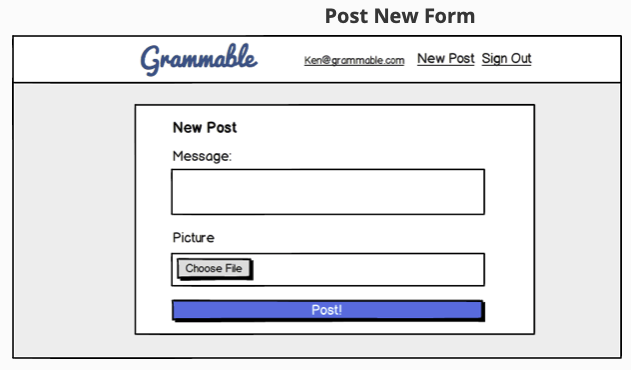 Post New Form
Grammable Ken@grammable.com New Post Sign Out
New Post
Message:
Picture
Choose File
Post!